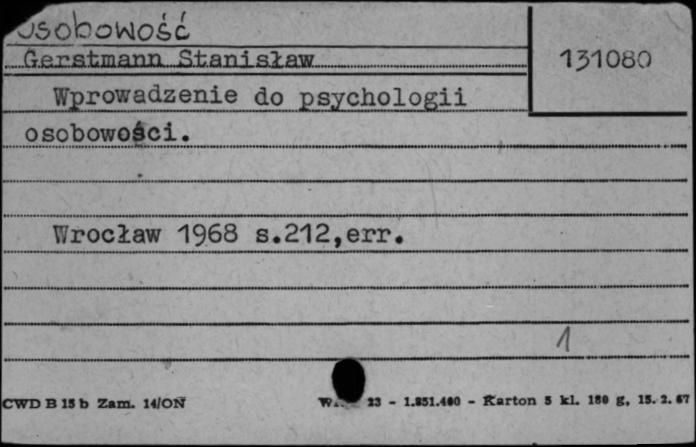 osobowość
Gerstmann Stanisław
131080
Wprowadzenie do psychologii
osobowości.
Wrocław 1968 s.212,err.
1
CWD B 15 b Zam. 14/ON
23 - 1.851.400 - Karton 5 kl. 180 g, 15.2.67